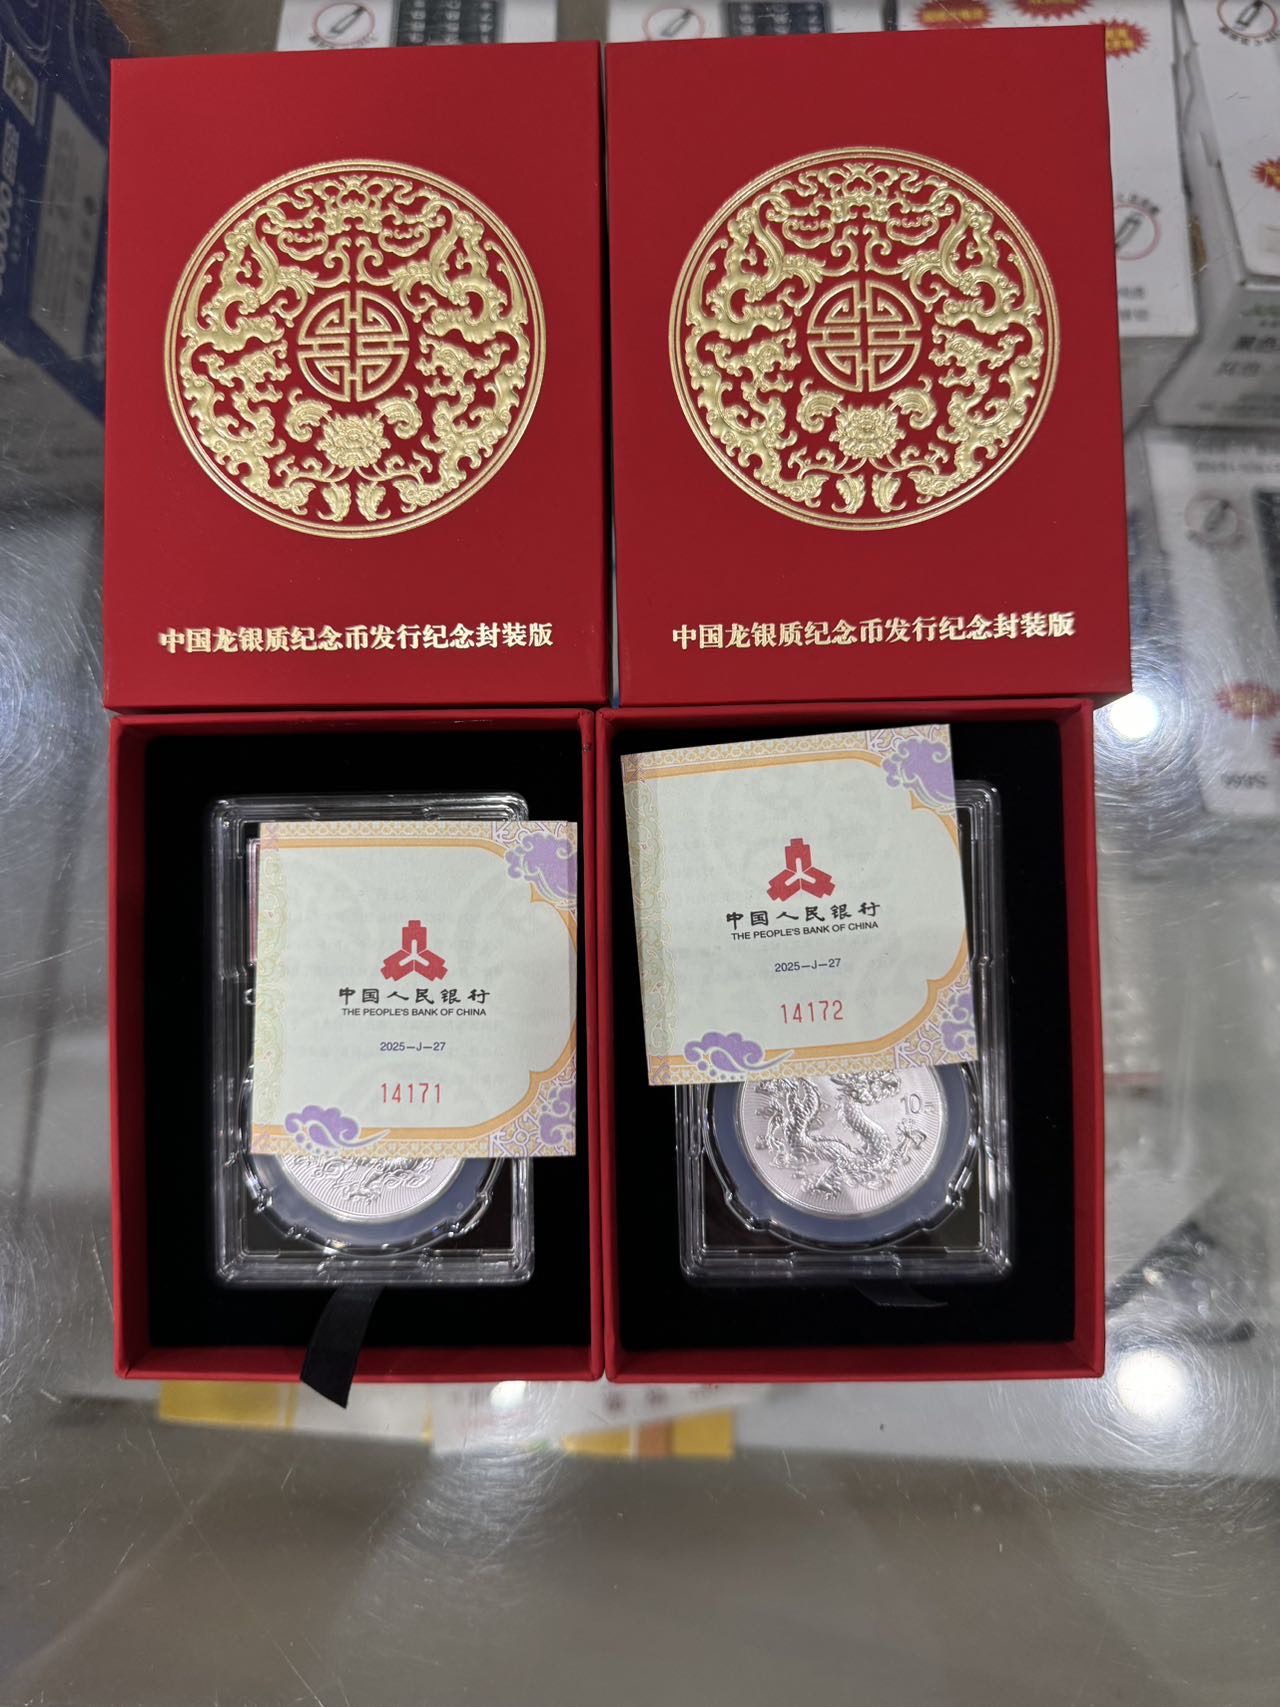 中国龙银质纪念币发行纪念封装版
中国龙银质纪念币发行纪念封装版
中国人民银行
THE PEOPLE'S BANK OF CHINA
2025-J-27
14171
中国人民银行
THE PEOPLE'S BANK OF CHINA
2025-J-27
14172
10元